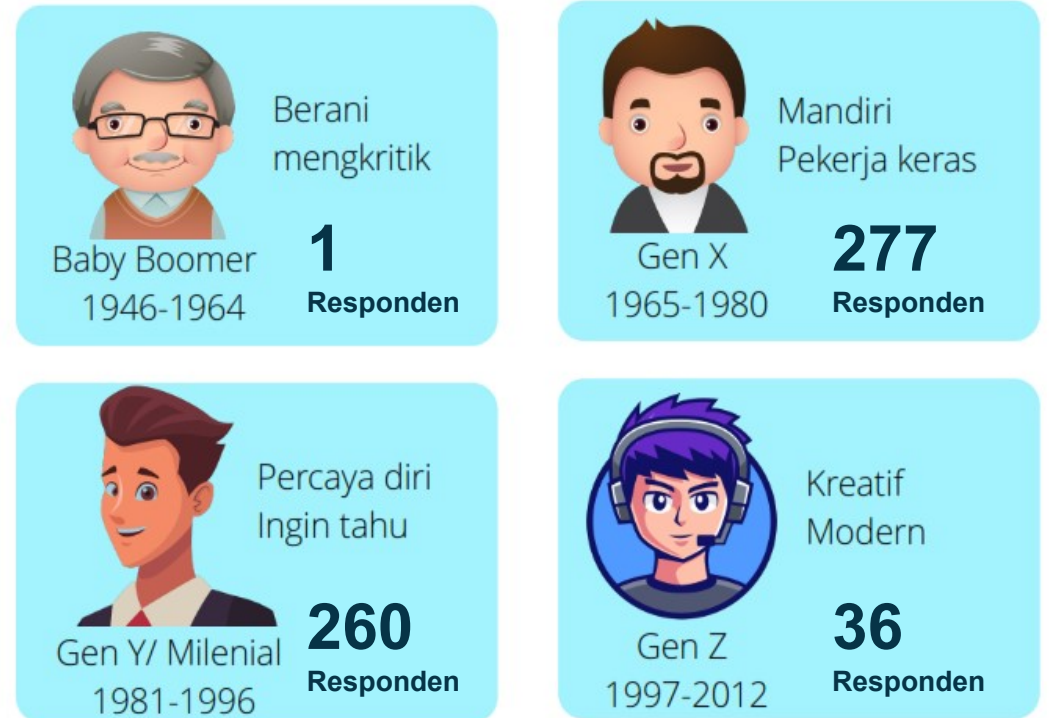 Berani
mengkritik
Baby Boomer
1946-1964
1
Responden
Mandiri
Pekerja keras
Gen X
1965-1980
277
Responden
Percaya diri
Ingin tahu
Gen Y/ Milenial
1981-1996
260
Responden
Kreatif
Modern
Gen Z
1997-2012
36
Responden